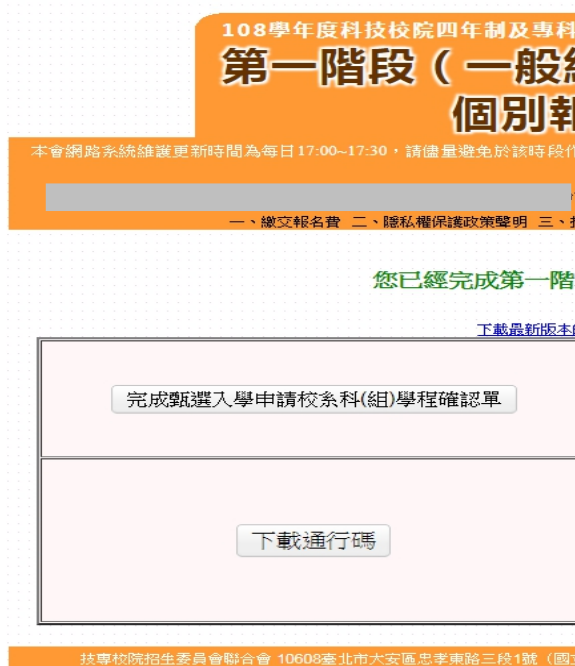 108學年度科技校院四年制及專科
第一階段（一般組
個別報
本會網路系統維護更新時間為每日17:00~17:30，請儘量避免於該時段作
一、繳交報名費 二、隱私權保護政策聲明 三、
您已經完成第一階
下載最新版本
完成甄選入學申請校系科(組)學程確認單
下載通行碼
技專校院招生委員會聯合會 10608臺北市大安區忠孝東路三段1號（國